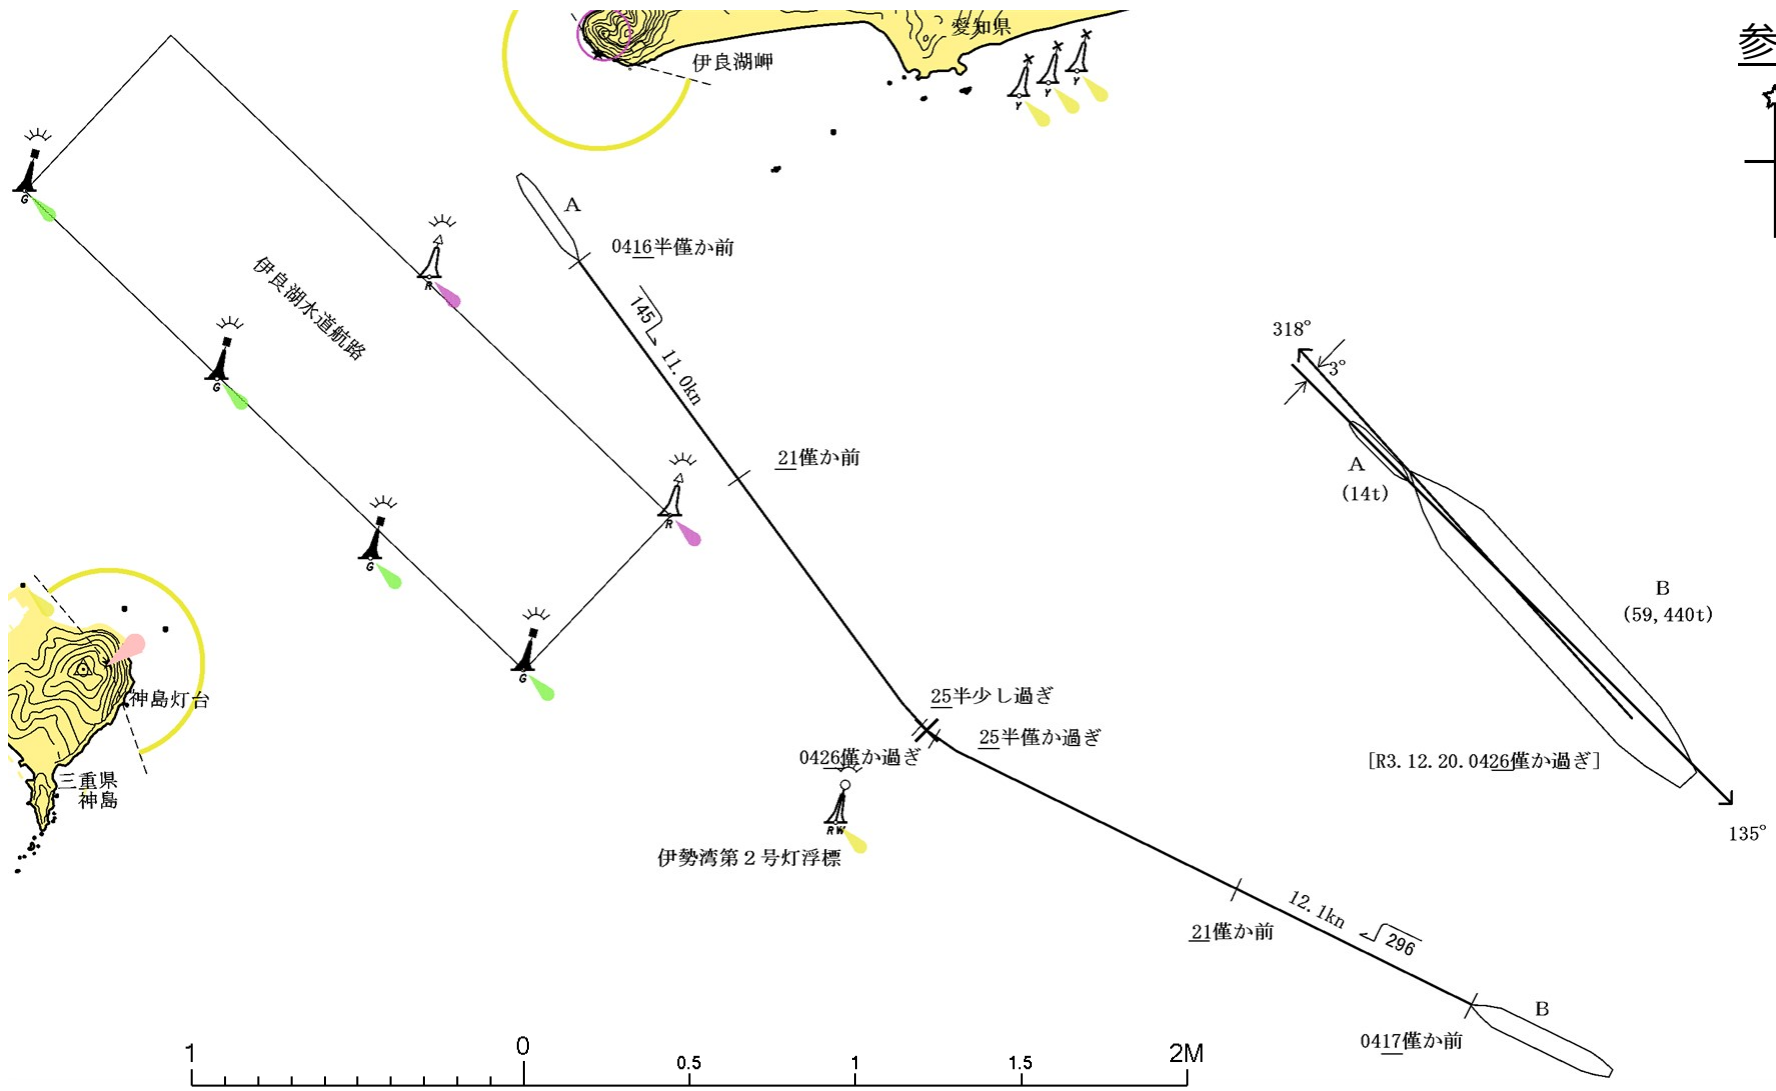 愛知県
参
伊良湖岬
Y
Y
Y
G
A
0416半僅か前
R
伊良湖水道航路
145
11.0kn
318°
3°
G
21僅か前
A
(14t)
R
G
B
(59,440t)
G
神島灯台
25半少し過ぎ
25半僅か過ぎ
0426僅か過ぎ
[R3.12.20.0426僅か過ぎ]
三重県
神島
RW
135°
伊勢湾第2号灯浮標
12.1kn
296
21僅か前
B
0417僅か前
1 0 0.5 1 1.5 2M